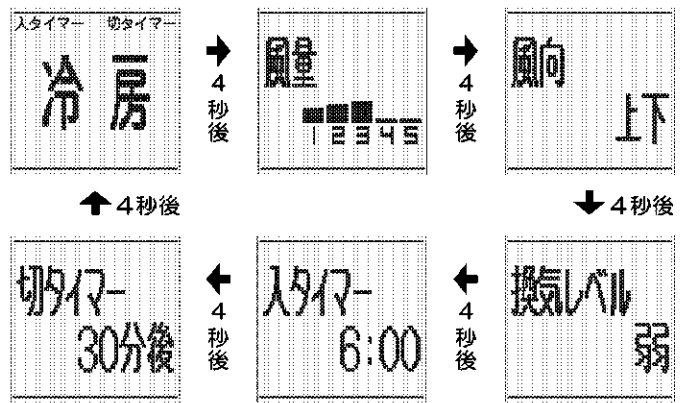 入タイマー 切タイマー
冷房
4秒後
風量
1 2 3 4 5
4秒後
風向
上下
4秒後
換気レベル
弱
4秒後
入タイマー
6:00
4秒後
切タイマー
30分後
4秒後